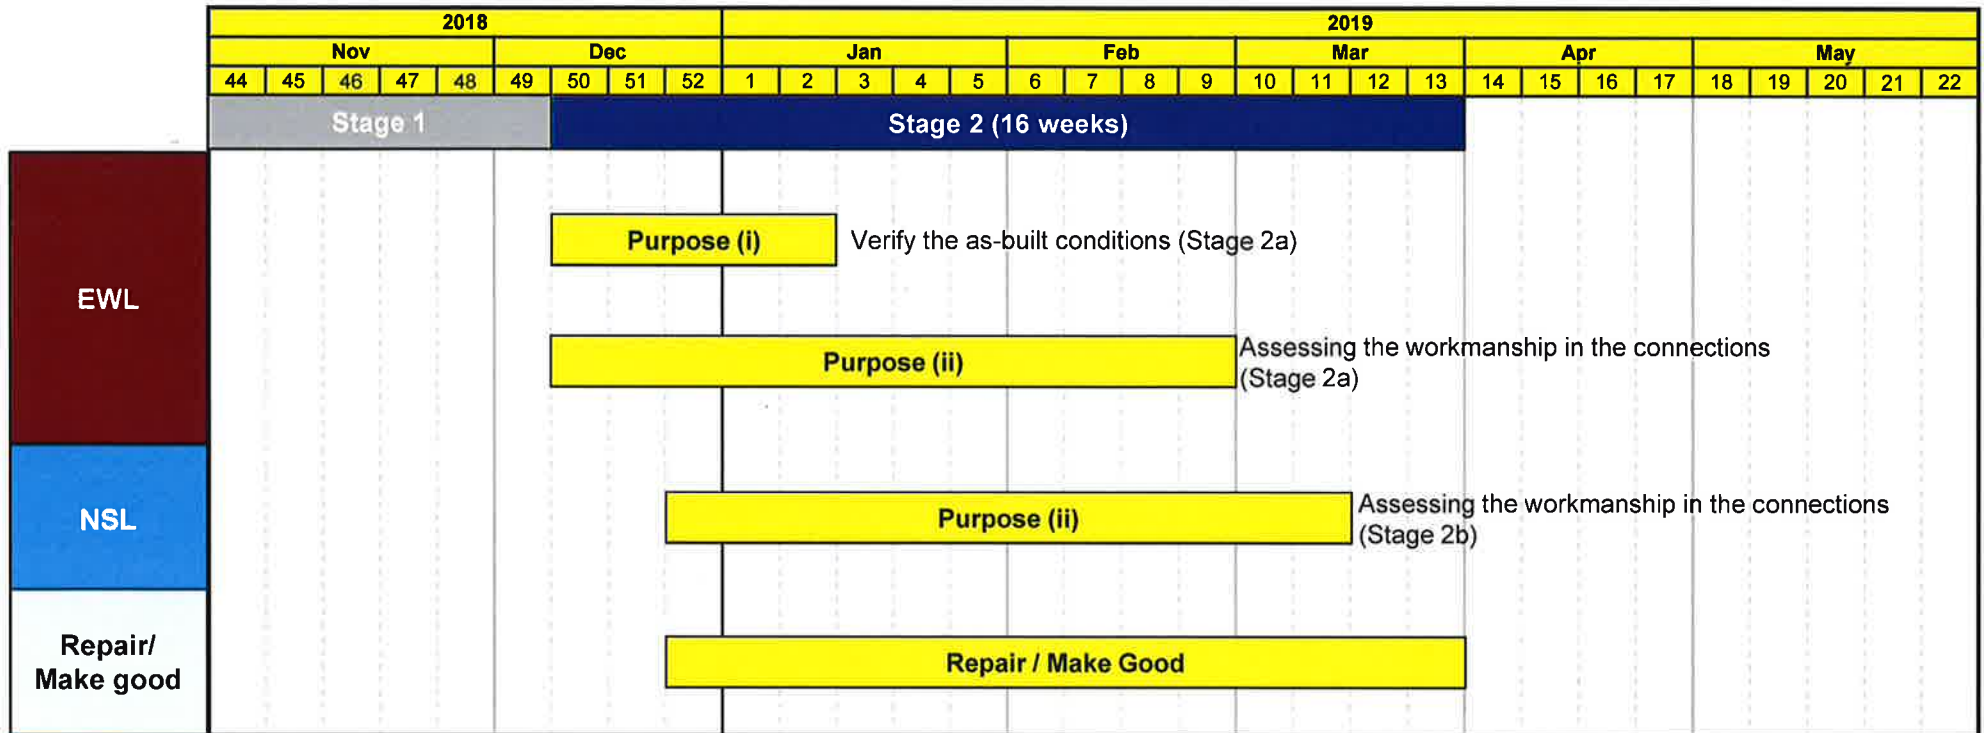 2018 2019
Nov Dec Jan Feb Mar Apr May
44 45 46 47 48 49 50 51 52 1 2 3 4 5 6 7 8 9 10 11 12 13 14 15 16 17 18 19 20 21 22
Stage 1 Stage 2 (16 weeks)
EWL
Purpose (i) Verify the as-built conditions (Stage 2a)
Purpose (ii) Assessing the workmanship in the connections
(Stage 2a)
NSL
Purpose (ii) Assessing the workmanship in the connections
(Stage 2b)
Repair/
Make good
Repair / Make Good